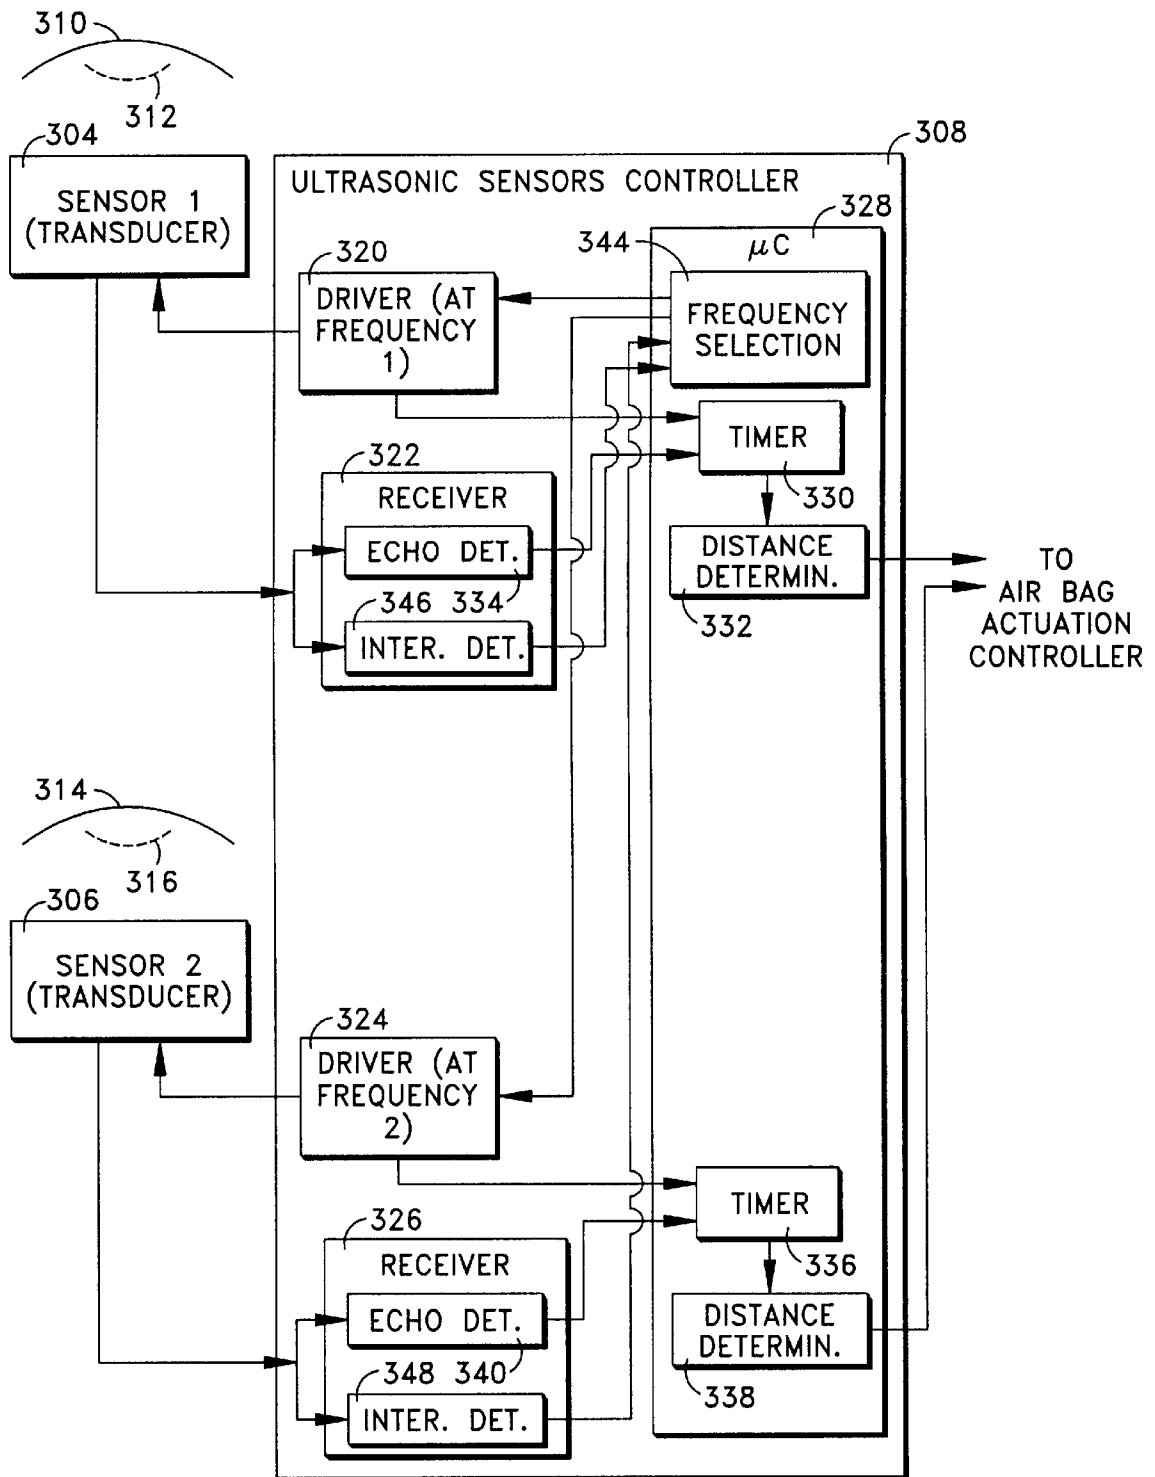 310
312
304
SENSOR 1
(TRANSDUCER)
308
ULTRASONIC SENSORS CONTROLLER
328
μC
344
FREQUENCY
SELECTION
320
DRIVER (AT
FREQUENCY
1)
TIMER
330
322
RECEIVER
ECHO DET.
334
346
INTER. DET.
DISTANCE
DETERMIN.
332
TO
AIR BAG
ACTUATION
CONTROLLER
314
316
306
SENSOR 2
(TRANSDUCER)
324
DRIVER (AT
FREQUENCY
2)
TIMER
336
326
RECEIVER
ECHO DET.
340
348
INTER. DET.
DISTANCE
DETERMIN.
338